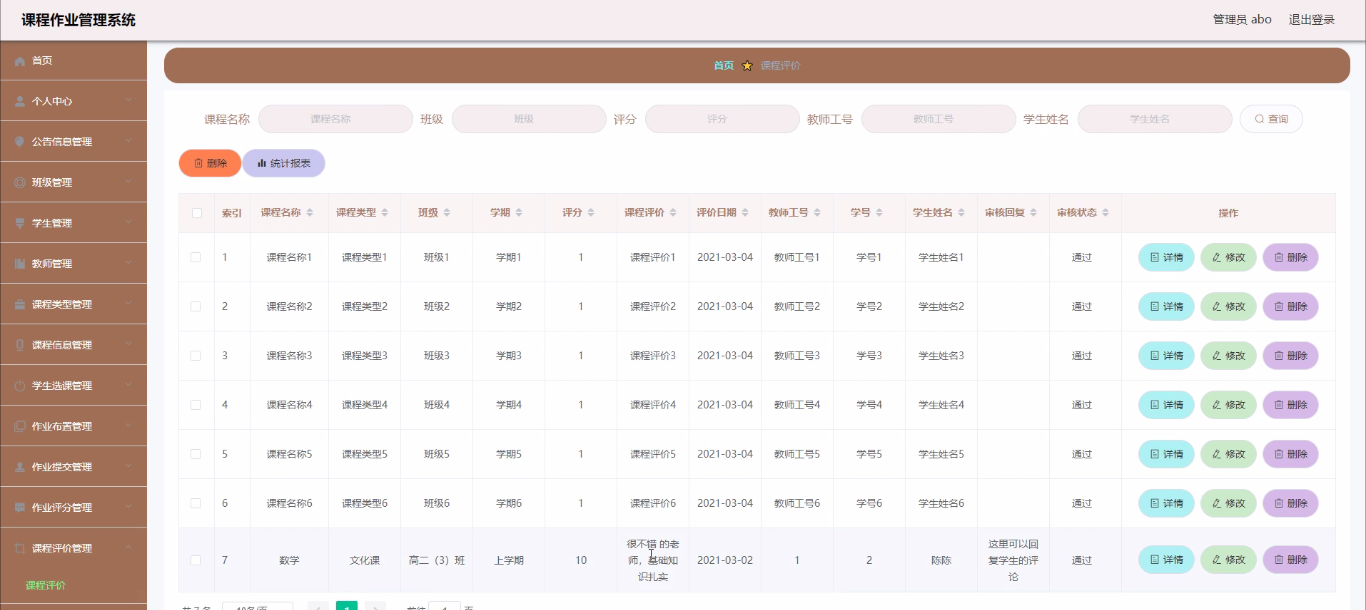 课程作业管理系统
管理员 abo 退出登录
首页
个人中心
公告信息管理
班级管理
学生管理
教师管理
课程类型管理
课程信息管理
学生选课管理
作业布置管理
作业提交管理
作业评分管理
课程评价管理
课程评价
首页 课程评价
课程名称 课程名称 班级 班级 评分 评分 教师工号 教师工号 学生姓名 学生姓名 查询
删除 统计报表
索引 课程名称 课程类型 班级 学期 评分 课程评价 评价日期 教师工号 学号 学生姓名 审核回复 审核状态 操作
1 课程名称1 课程类型1 班级1 学期1 1 课程评价1 2021-03-04 教师工号1 学号1 学生姓名1 通过 详情 修改 删除
2 课程名称2 课程类型2 班级2 学期2 1 课程评价2 2021-03-04 教师工号2 学号2 学生姓名2 通过 详情 修改 删除
3 课程名称3 课程类型3 班级3 学期3 1 课程评价3 2021-03-04 教师工号3 学号3 学生姓名3 通过 详情 修改 删除
4 课程名称4 课程类型4 班级4 学期4 1 课程评价4 2021-03-04 教师工号4 学号4 学生姓名4 通过 详情 修改 删除
5 课程名称5 课程类型5 班级5 学期5 1 课程评价5 2021-03-04 教师工号5 学号5 学生姓名5 通过 详情 修改 删除
6 课程名称6 课程类型6 班级6 学期6 1 课程评价6 2021-03-04 教师工号6 学号6 学生姓名6 通过 详情 修改 删除
7 数学 文化课 高二（3）班 上学期 10 很不错 的老
师，基础知
识扎实 2021-03-02 1 2 陈陈 这里可以回
复学生的评
论 通过 详情 修改 删除
共 7 条 10条/页 1 前往 1 页